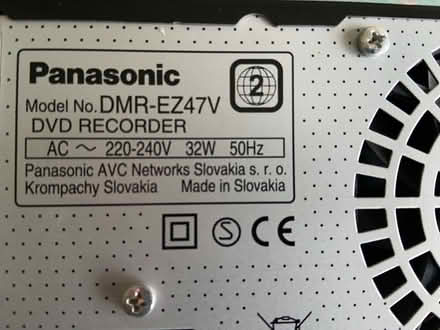 Panasonic
2
Model No. DMR-EZ47V
DVD RECORDER
AC ～ 220-240V 32W 50Hz
Panasonic AVC Networks Slovakia s. r. o.
Krompachy Slovakia Made in Slovakia
S CE